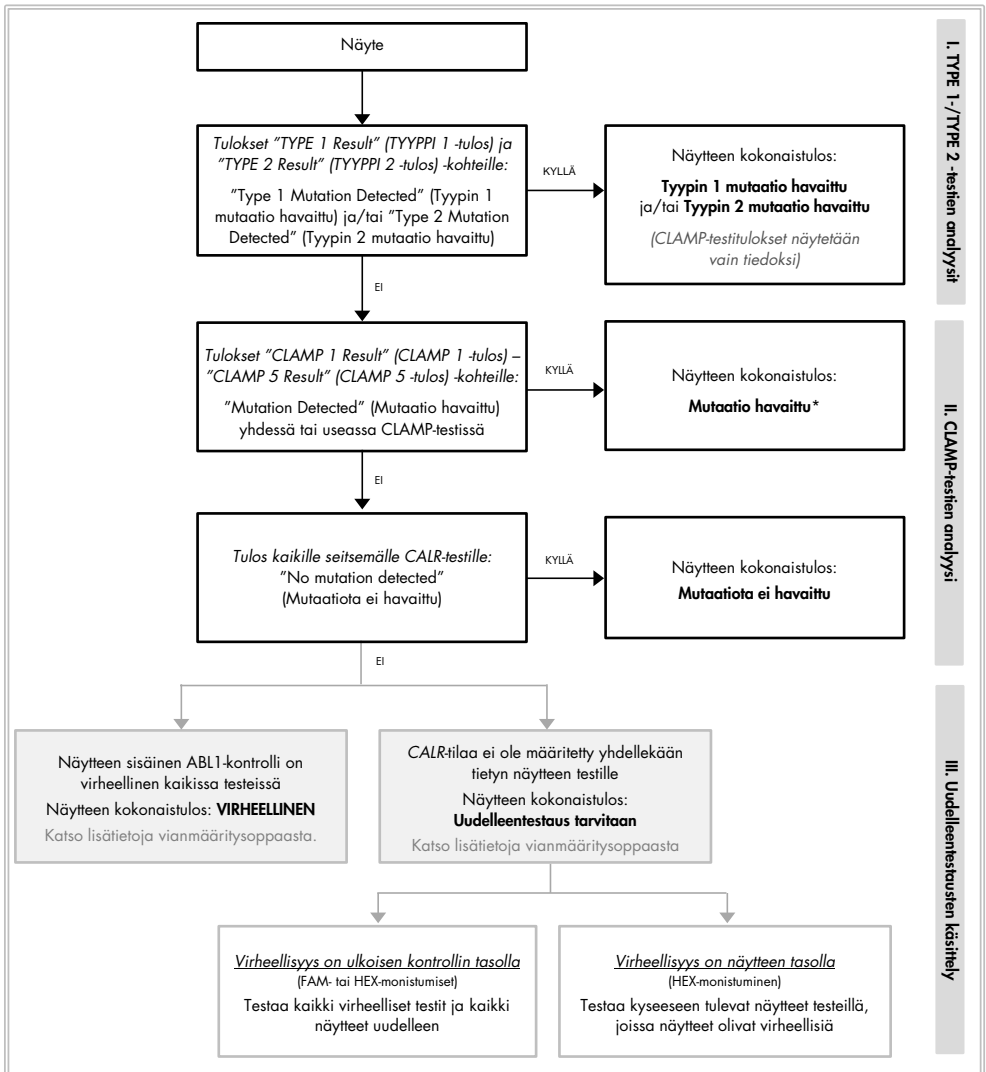 Näyte
Tulokset "TYPE 1 Result" (TYYPPI 1 -tulos) ja
"TYPE 2 Result" (TYYPPI 2 -tulos) -kohteille:
"Type 1 Mutation Detected" (Tyypin 1
mutaatio havaittu) ja/tai "Type 2 Mutation
Detected" (Tyypin 2 mutaatio havaittu)
KYLLÄ
Näytteen kokonaistulos:
Tyypin 1 mutaatio havaittu
ja/tai Tyypin 2 mutaatio havaittu
(CLAMP-testitulokset näytetään
vain tiedoksi)
I. TYPE 1-/TYPE 2 -testien analyysit
EI
Tulokset "CLAMP 1 Result" (CLAMP 1 -tulos) –
"CLAMP 5 Result" (CLAMP 5 -tulos) -kohteille:
"Mutation Detected" (Mutaatio havaittu)
yhdessä tai useassa CLAMP-testissä
KYLLÄ
Näytteen kokonaistulos:
Mutaatio havaittu*
II. CLAMP-testien analyysi
EI
Tulos kaikille seitsemälle CALR-testille:
"No mutation detected"
(Mutaatiota ei havaittu)
KYLLÄ
Näytteen kokonaistulos:
Mutaatiota ei havaittu
EI
Näytteen sisäinen ABL1-kontrolli on
virheellinen kaikissa testeissä
Näytteen kokonaistulos: VIRHEELLINEN
Katso lisätietoja vianmääritysoppaasta.
CALR-tilaa ei ole määritetty yhdellekään
tietyn näytteen testille
Näytteen kokonaistulos:
Uudelleentestaus tarvitaan
Katso lisätietoja vianmääritysoppaasta
III. Uudelleentestausten käsittely
Virheellisyys on ulkoisen kontrollin tasolla
(FAM- tai HEX-monistumiset)
Testaa kaikki virheelliset testit ja kaikki
näytteet uudelleen
Virheellisyys on näytteen tasolla
(HEX-monistuminen)
Testaa kyseeseen tulevat näytteet testeillä,
joissa näytteet olivat virheellisiä